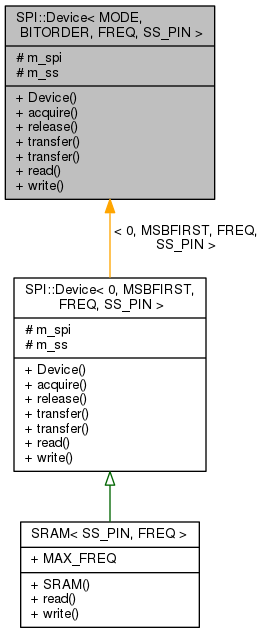 SPI::Device< MODE,
BITORDER, FREQ, SS_PIN >
# m_spi
# m_ss
+ Device()
+ acquire()
+ release()
+ transfer()
+ transfer()
+ read()
+ write()
< 0, MSBFIRST, FREQ,
SS_PIN >
SPI::Device< 0, MSBFIRST,
FREQ, SS_PIN >
# m_spi
# m_ss
+ Device()
+ acquire()
+ release()
+ transfer()
+ transfer()
+ read()
+ write()
SRAM< SS_PIN, FREQ >
+ MAX_FREQ
+ SRAM()
+ read()
+ write()